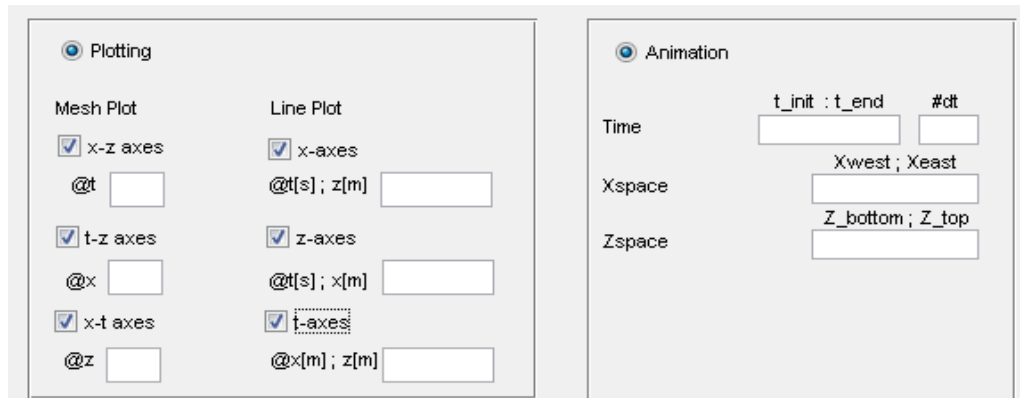 Plotting
Mesh Plot
Line Plot
x-z axes
x-axes
@t
@t[s] ; z[m]
t-z axes
z-axes
@x
@t[s] ; x[m]
x-t axes
t-axes
@z
@x[m] ; z[m]
Animation
t_init : t_end
#dt
Time
Xwest ; Xeast
Xspace
Z_bottom ; Z_top
Zspace